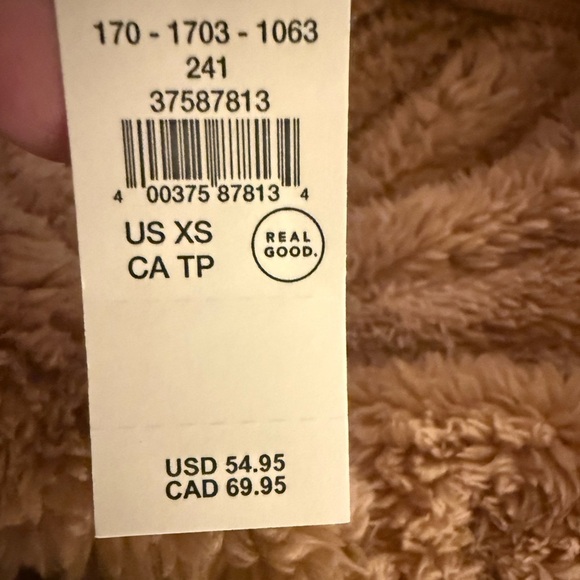 170 - 1703 - 1063
241
37587813
4 00375 87813 4
US XS
CA TP
REAL
GOOD.
USD 54.95
CAD 69.95